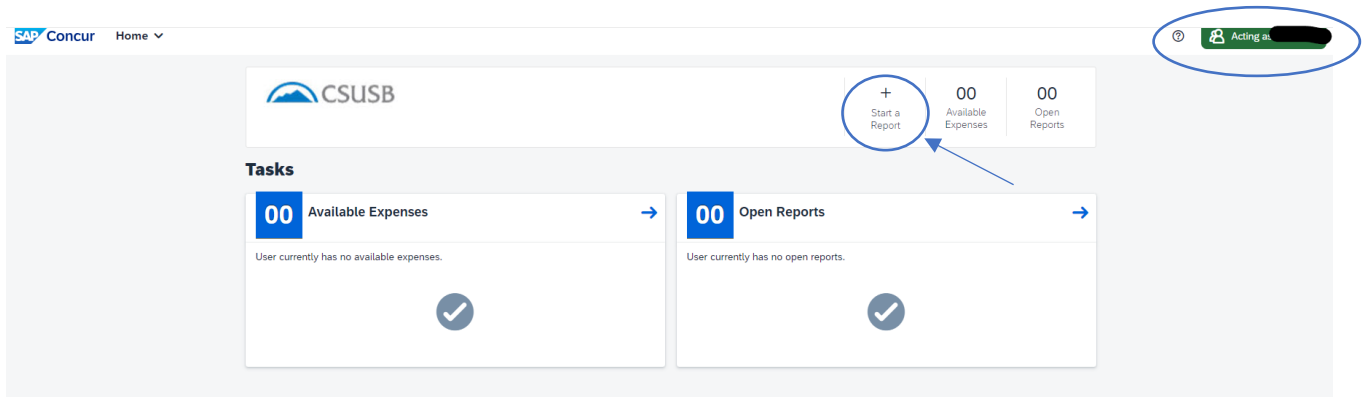 SAP Concur Home
Acting as
CSUSB
+
Start a
Report
00
Available
Expenses
00
Open
Reports
Tasks
00 Available Expenses
User currently has no available expenses.
00 Open Reports
User currently has no open reports.